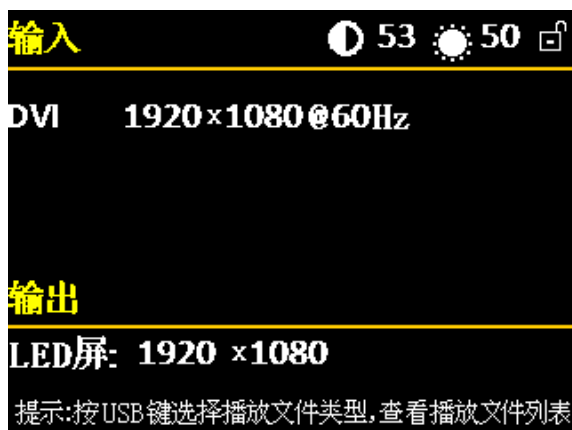 输入 53 50
DVI 1920×1080@60Hz
输出
LED屏: 1920 ×1080
提示:按USB键选择播放文件类型,查看播放文件列表